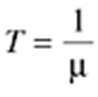 T = 1/μ